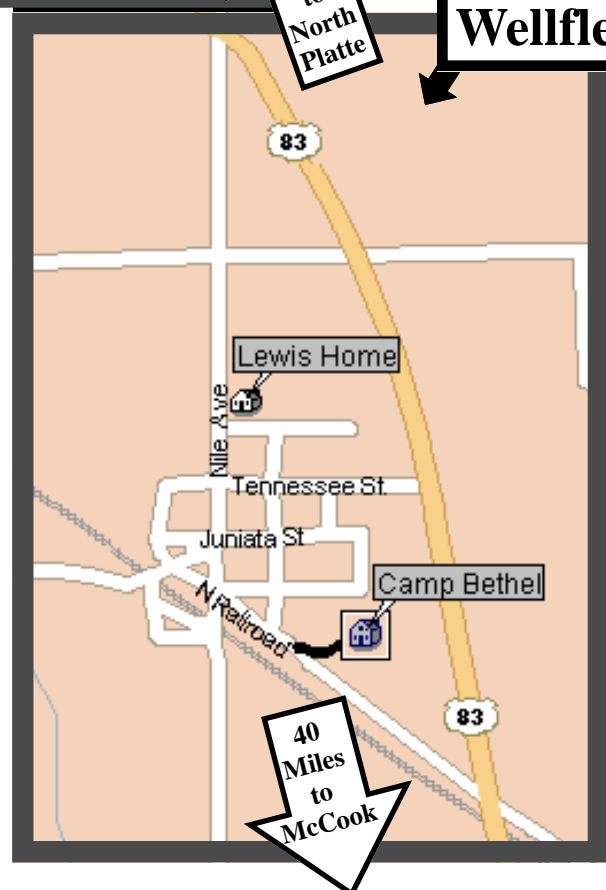 to
North
Platte
83
Lewis Home
Nile Ave
Tennessee St.
Juniata St
Camp Bethel
N Railroad
83
40
Miles
to
McCook